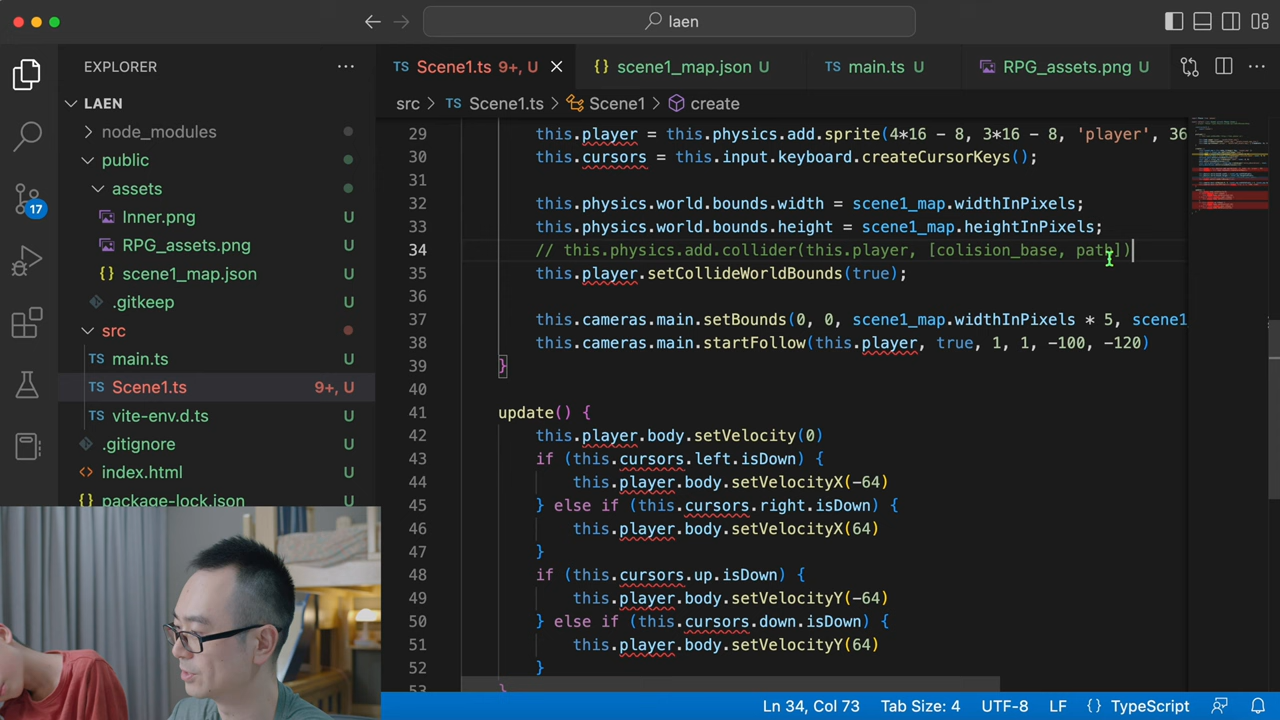 laen
EXPLORER
TS Scene1.ts 9+, U
{} scene1_map.json U
TS main.ts U
RPG_assets.png U
LAEN
src > TS Scene1.ts > Scene1 > create
node_modules
public
assets
Inner.png U
RPG_assets.png U
{} scene1_map.json U
.gitkeep U
src
TS main.ts U
TS Scene1.ts 9+, U
TS vite-env.d.ts U
.gitignore U
<> index.html U
{} package-lock.json U
17
29 this.player = this.physics.add.sprite(4*16 - 8, 3*16 - 8, 'player', 36
30 this.cursors = this.input.keyboard.createCursorKeys();
31
32 this.physics.world.bounds.width = scene1_map.widthInPixels;
33 this.physics.world.bounds.height = scene1_map.heightInPixels;
34 // this.physics.add.collider(this.player, [colision_base, path])
35 this.player.setCollideWorldBounds(true);
36
37 this.cameras.main.setBounds(0, 0, scene1_map.widthInPixels * 5, scene1
38 this.cameras.main.startFollow(this.player, true, 1, 1, -100, -120)
39 }
40
41 update() {
42 this.player.body.setVelocity(0)
43 if (this.cursors.left.isDown) {
44 this.player.body.setVelocityX(-64)
45 } else if (this.cursors.right.isDown) {
46 this.player.body.setVelocityX(64)
47 }
48 if (this.cursors.up.isDown) {
49 this.player.body.setVelocityY(-64)
50 } else if (this.cursors.down.isDown) {
51 this.player.body.setVelocityY(64)
52 }
53 }
Ln 34, Col 73 Tab Size: 4 UTF-8 LF {} TypeScript